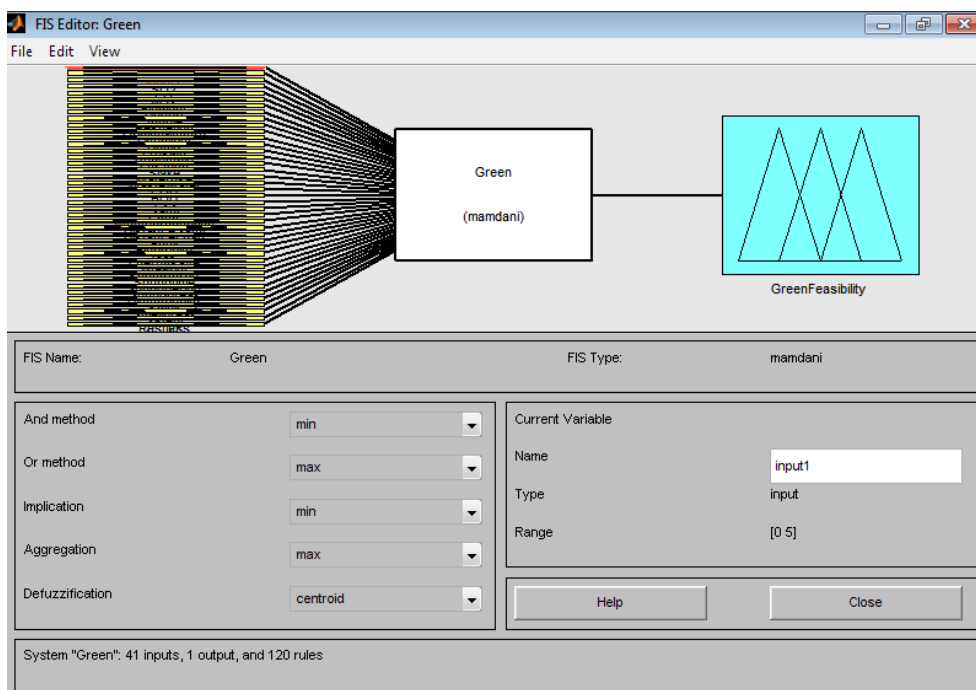 FIS Editor: Green
File Edit View
Green
(mamdani)
GreenFeasibility
FIS Name: Green FIS Type: mamdani
And method min
Or method max
Implication min
Aggregation max
Defuzzification centroid
Current Variable
Name input1
Type input
Range [0 5]
Help Close
System "Green": 41 inputs, 1 output, and 120 rules